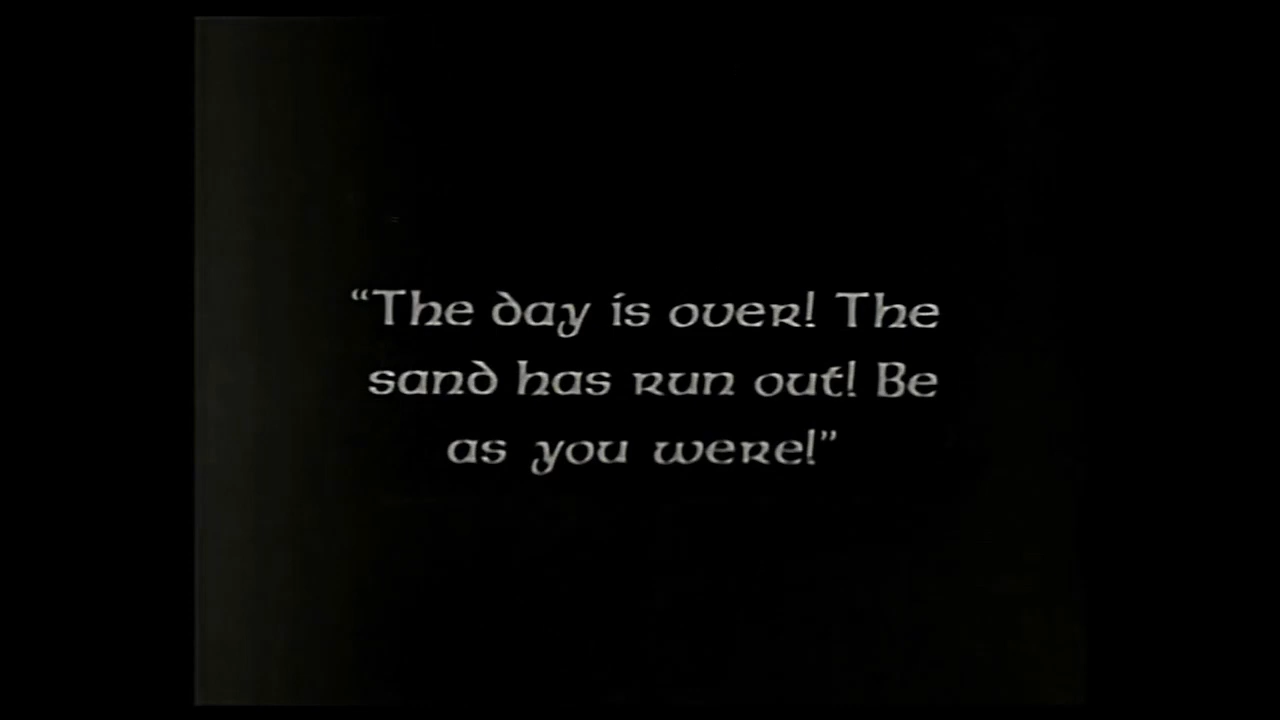 “The day is over! The
sand has run out! Be
as you were!”